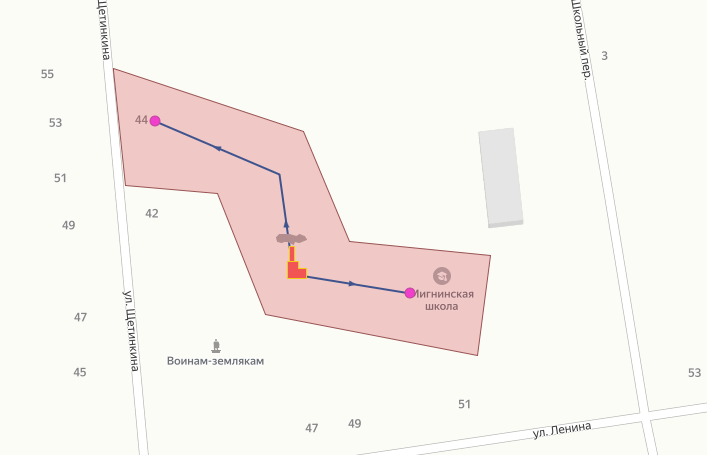 Щетинкина
Школьный пер.
3
55
44
53
51
42
49
Мигнинская
школа
ул. Щетинкина
47
Воинам-землякам
45
53
51
49
47
ул. Ленина